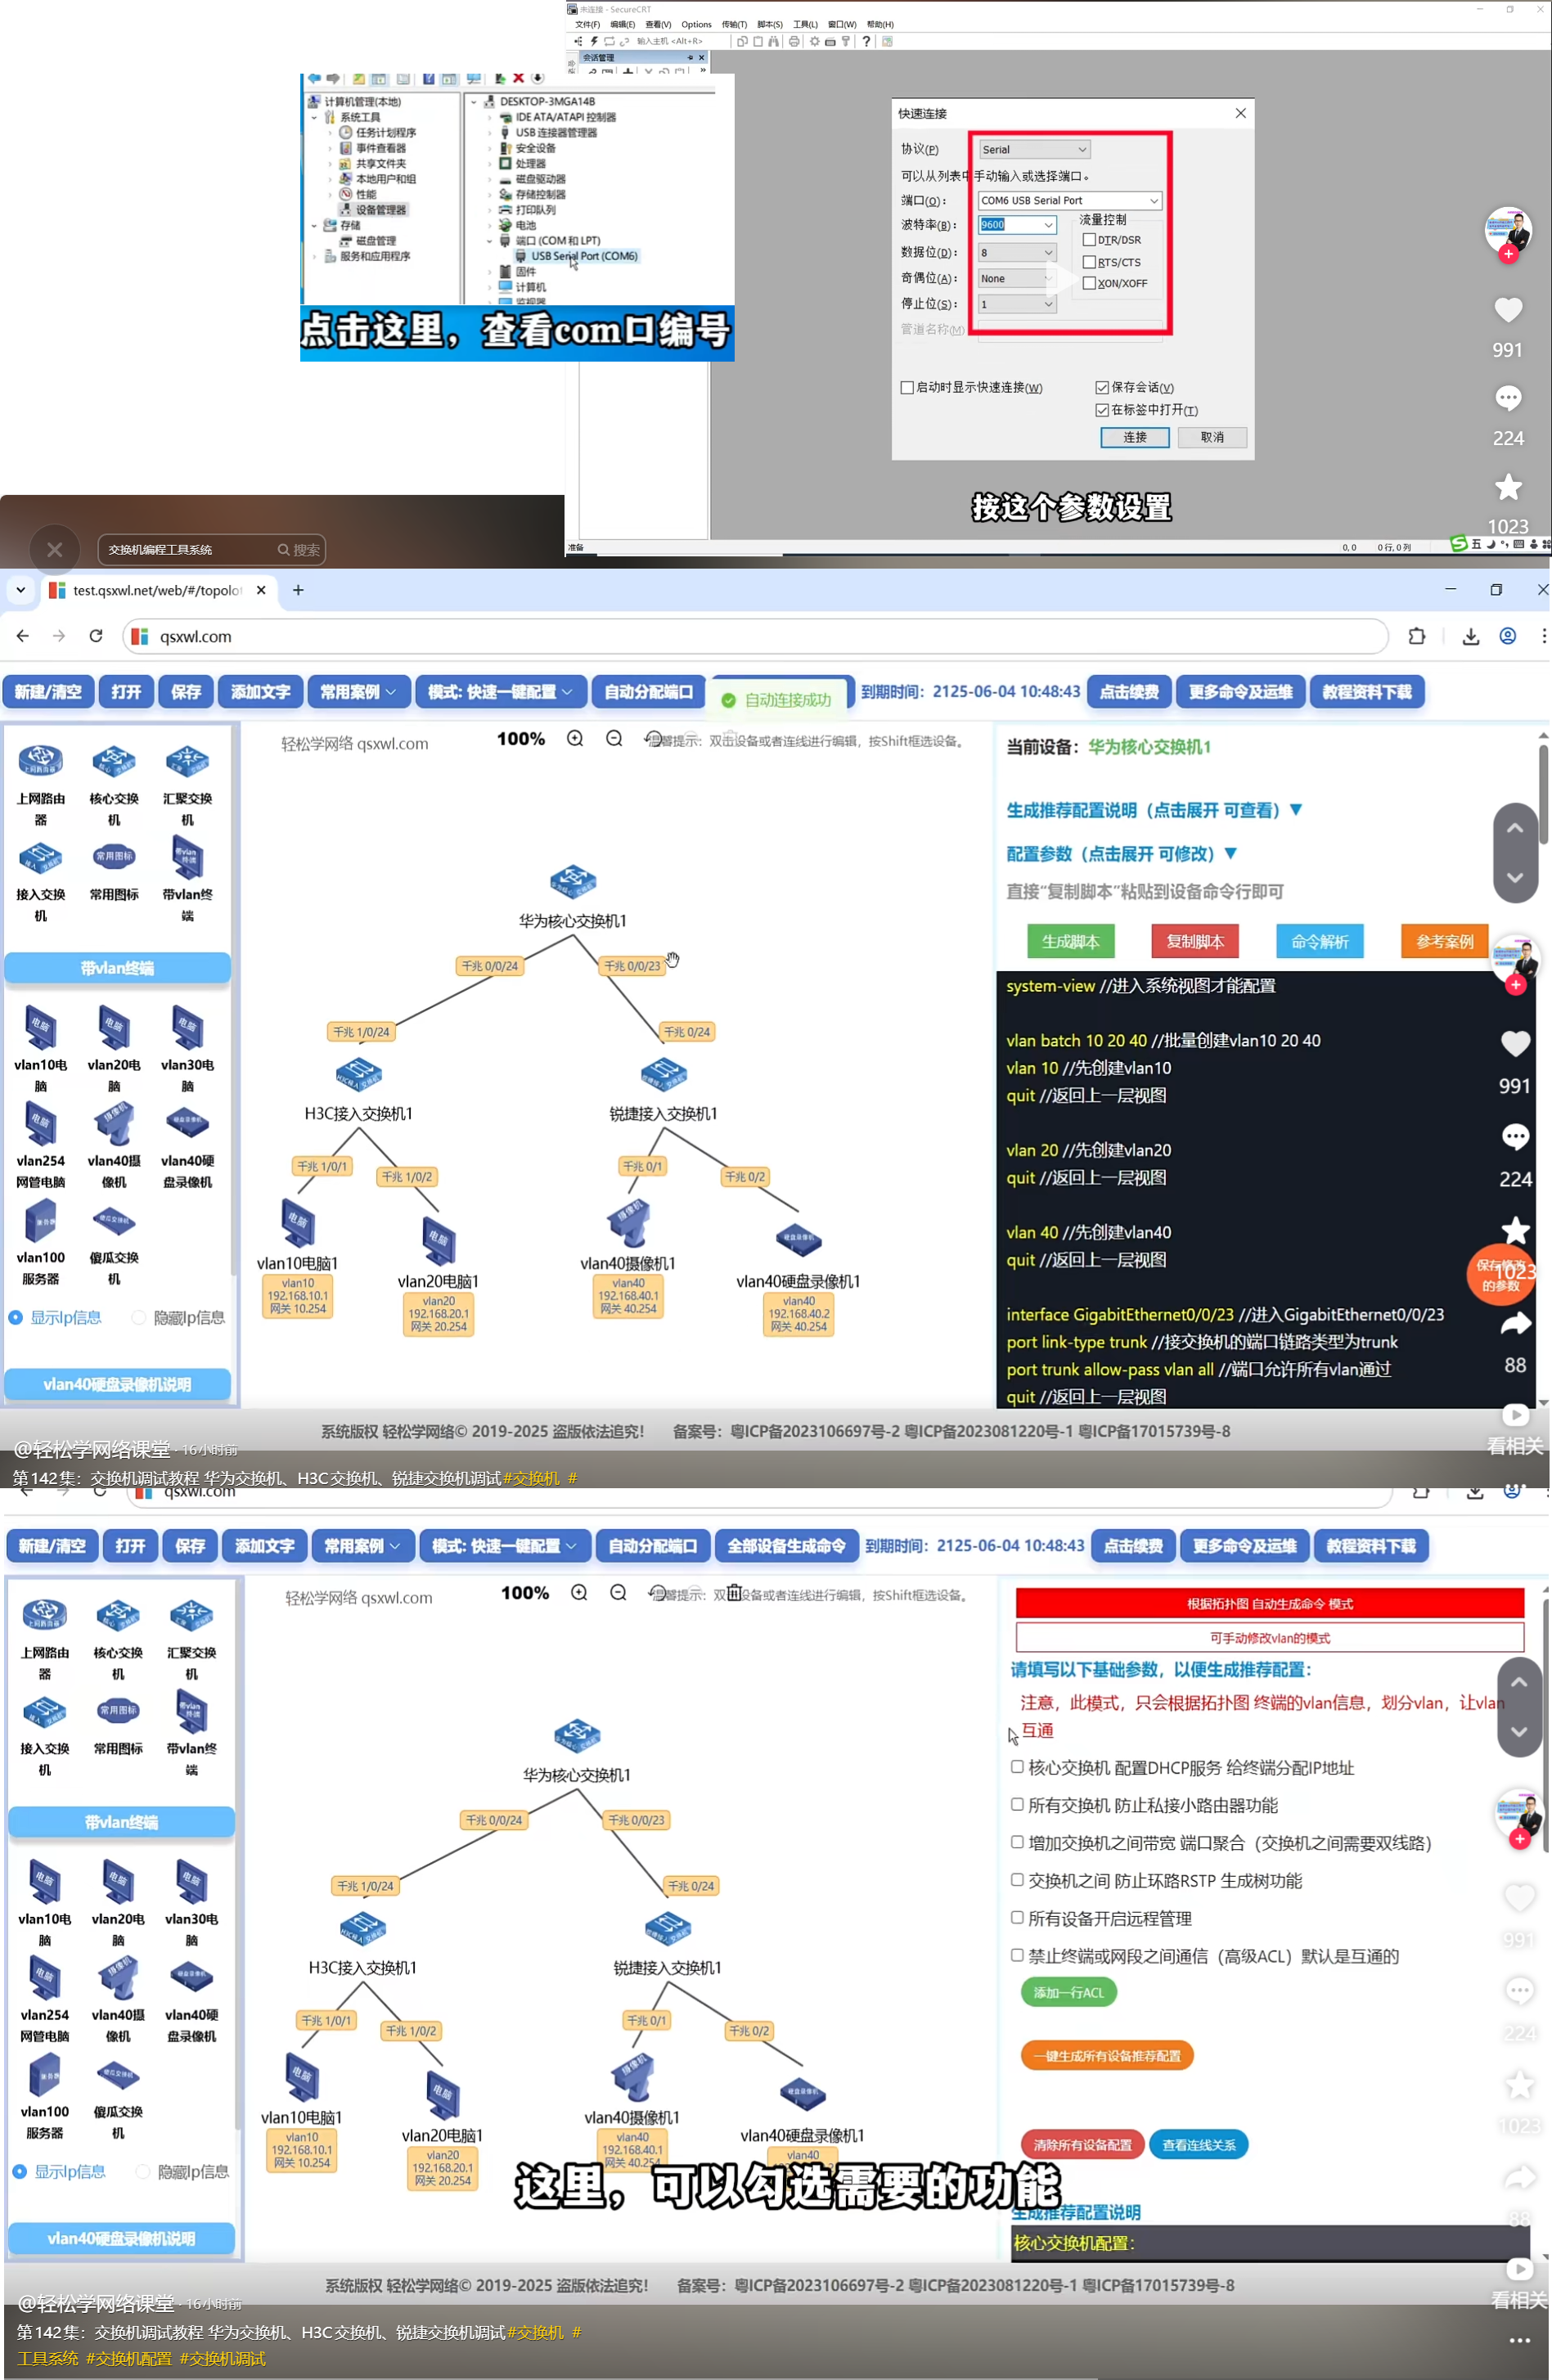 未连接 - SecureCRT
文件(F) 编辑(E) 查看(V) Options 传输(T) 脚本(S) 工具(L) 窗口(W) 帮助(H)
输入主机 <Alt+R>
会话管理
计算机管理(本地)
系统工具
任务计划程序
事件查看器
共享文件夹
本地用户和组
性能
设备管理器
存储
磁盘管理
服务和应用程序
DESKTOP-3MGA14B
IDE ATA/ATAPI 控制器
USB 连接器管理器
安全设备
处理器
磁盘驱动器
存储控制器
打印队列
电池
端口 (COM 和 LPT)
USB Serial Port (COM6)
固件
计算机
监视器
点击这里，查看com口编号
快速连接
协议(P) Serial
可以从列表中手动输入或选择端口。
端口(O): COM6 USB Serial Port
波特率(B): 9600
数据位(D): 8
奇偶位(A): None
停止位(S): 1
管道名称(M)
流量控制
DTR/DSR
RTS/CTS
XON/XOFF
启动时显示快速连接(W)
保存会话(V)
在标签中打开(T)
连接 取消
按这个参数设置
准备 0, 0 0 行, 0 列
五
991
224
1023
交换机编程工具系统 搜索
test.qsxwl.net/web/#/topolo
qsxwl.com
新建/清空 打开 保存 添加文字 常用案例 模式: 快速一键配置 自动分配端口 自动连接成功 到期时间：2125-06-04 10:48:43 点击续费 更多命令及运维 教程资料下载
轻松学网络 qsxwl.com 100% 温馨提示：双击设备或者连线进行编辑，按Shift框选设备。
上网路由器
核心交换机
汇聚交换机
接入交换机
常用图标
带vlan终端
带vlan终端
vlan10电脑
vlan20电脑
vlan30电脑
vlan254网管电脑
vlan40摄像机
vlan40硬盘录像机
vlan100服务器
傻瓜交换机
显示Ip信息 隐藏Ip信息
vlan40硬盘录像机说明
华为核心交换机1
千兆 0/0/24 千兆 0/0/23
千兆 1/0/24 千兆 0/24
H3C接入交换机1 锐捷接入交换机1
千兆 1/0/1 千兆 1/0/2 千兆 0/1 千兆 0/2
vlan10电脑1
vlan10
192.168.10.1
网关 10.254
vlan20电脑1
vlan20
192.168.20.1
网关 20.254
vlan40摄像机1
vlan40
192.168.40.1
网关 40.254
vlan40硬盘录像机1
vlan40
192.168.40.2
网关 40.254
当前设备：华为核心交换机1
生成推荐配置说明（点击展开 可查看）▼
配置参数（点击展开 可修改）▼
直接“复制脚本”粘贴到设备命令行即可
生成脚本 复制脚本 命令解析 参考案例
system-view //进入系统视图才能配置
vlan batch 10 20 40 //批量创建vlan10 20 40
vlan 10 //先创建vlan10
quit //返回上一层视图
vlan 20 //先创建vlan20
quit //返回上一层视图
vlan 40 //先创建vlan40
quit //返回上一层视图
interface GigabitEthernet0/0/23 //进入GigabitEthernet0/0/23
port link-type trunk //接交换机的端口链路类型为trunk
port trunk allow-pass vlan all //端口允许所有vlan通过
quit //返回上一层视图
991
224
1023
保存修改的参数
88
看相关
系统版权 轻松学网络© 2019-2025 盗版依法追究！ 备案号：粤ICP备2023106697号-2 粤ICP备2023081220号-1 粤ICP备17015739号-8
@轻松学网络课堂 · 16小时前
第142集：交换机调试教程 华为交换机、H3C交换机、锐捷交换机调试#交换机 #
qsxwl.com
新建/清空 打开 保存 添加文字 常用案例 模式: 快速一键配置 自动分配端口 全部设备生成命令 到期时间：2125-06-04 10:48:43 点击续费 更多命令及运维 教程资料下载
轻松学网络 qsxwl.com 100% 温馨提示：双击设备或者连线进行编辑，按Shift框选设备。
上网路由器
核心交换机
汇聚交换机
接入交换机
常用图标
带vlan终端
带vlan终端
vlan10电脑
vlan20电脑
vlan30电脑
vlan254网管电脑
vlan40摄像机
vlan40硬盘录像机
vlan100服务器
傻瓜交换机
显示Ip信息 隐藏Ip信息
vlan40硬盘录像机说明
华为核心交换机1
千兆 0/0/24 千兆 0/0/23
千兆 1/0/24 千兆 0/24
H3C接入交换机1 锐捷接入交换机1
千兆 1/0/1 千兆 1/0/2 千兆 0/1 千兆 0/2
vlan10电脑1
vlan10
192.168.10.1
网关 10.254
vlan20电脑1
vlan20
192.168.20.1
网关 20.254
vlan40摄像机1
vlan40
192.168.40.1
网关 40.254
vlan40硬盘录像机1
vlan40
这里，可以勾选需要的功能
根据拓扑图 自动生成命令 模式
可手动修改vlan的模式
请填写以下基础参数，以便生成推荐配置：
注意，此模式，只会根据拓扑图 终端的vlan信息，划分vlan，让vlan
互通
核心交换机 配置DHCP服务 给终端分配IP地址
所有交换机 防止私接小路由器功能
增加交换机之间带宽 端口聚合（交换机之间需要双线路）
交换机之间 防止环路RSTP 生成树功能
所有设备开启远程管理
禁止终端或网段之间通信（高级ACL）默认是互通的
添加一行ACL
一键生成所有设备推荐配置
清除所有设备配置 查看连线关系
生成推荐配置说明
核心交换机配置：
991
224
1023
88
看相关
系统版权 轻松学网络© 2019-2025 盗版依法追究！ 备案号：粤ICP备2023106697号-2 粤ICP备2023081220号-1 粤ICP备17015739号-8
@轻松学网络课堂 · 16小时前
第142集：交换机调试教程 华为交换机、H3C交换机、锐捷交换机调试#交换机 #
工具系统 #交换机配置 #交换机调试